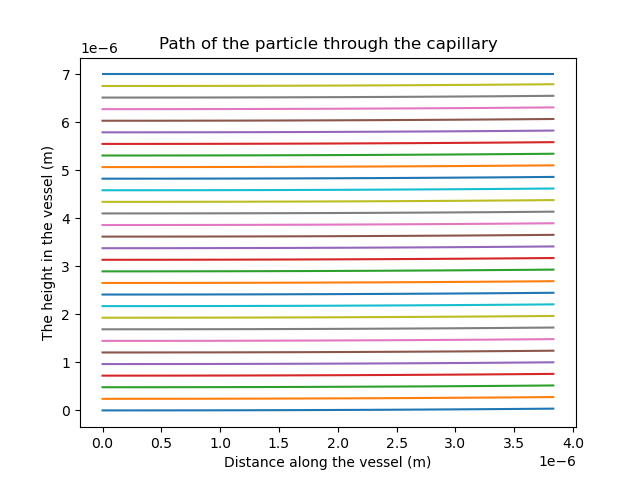 Path of the particle through the capillary
1e−6
7
6
5
4
3
2
1
0
The height in the vessel (m)
0.0 0.5 1.0 1.5 2.0 2.5 3.0 3.5 4.0
Distance along the vessel (m)
1e−6